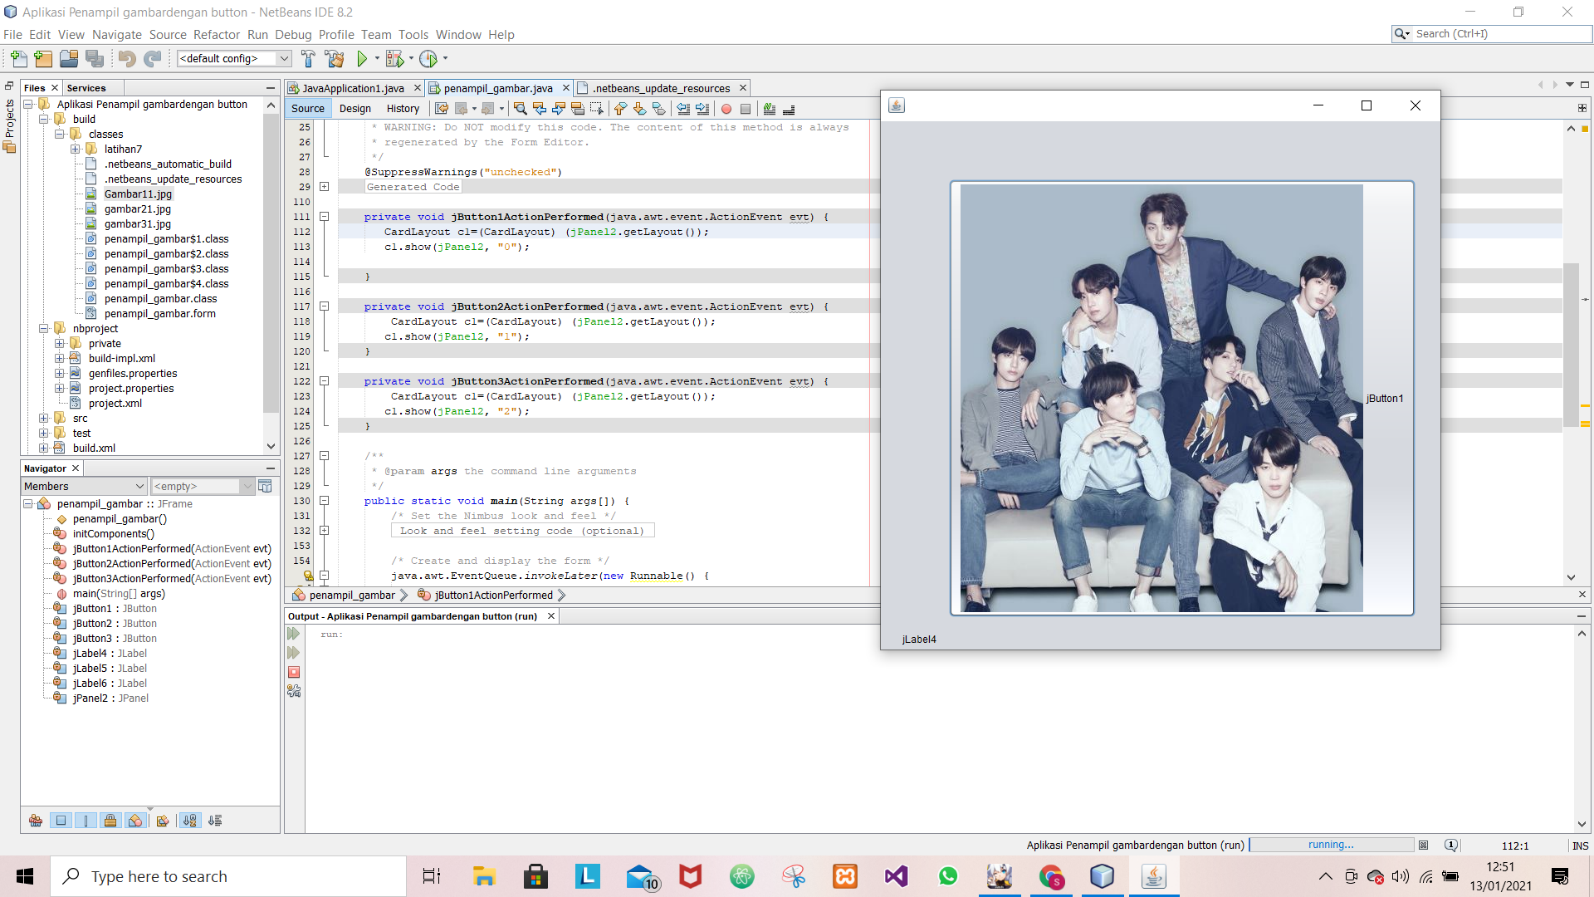 Aplikasi Penampil gambardengan button - NetBeans IDE 8.2
File Edit View Navigate Source Refactor Run Debug Profile Team Tools Window Help
Search (Ctrl+I)
<default config>
Projects
Files
Services
Aplikasi Penampil gambardengan button
build
classes
latihan7
.netbeans_automatic_build
.netbeans_update_resources
Gambar11.jpg
gambar21.jpg
gambar31.jpg
penampil_gambar$1.class
penampil_gambar$2.class
penampil_gambar$3.class
penampil_gambar$4.class
penampil_gambar.class
penampil_gambar.form
nbproject
private
build-impl.xml
genfiles.properties
project.properties
project.xml
src
test
build.xml
Navigator
Members
<empty>
penampil_gambar :: JFrame
penampil_gambar()
initComponents()
jButton1ActionPerformed(ActionEvent evt)
jButton2ActionPerformed(ActionEvent evt)
jButton3ActionPerformed(ActionEvent evt)
main(String[] args)
jButton1 : JButton
jButton2 : JButton
jButton3 : JButton
jLabel4 : JLabel
jLabel5 : JLabel
jLabel6 : JLabel
jPanel2 : JPanel
JavaApplication1.java
penampil_gambar.java
.netbeans_update_resources
Source Design History
25 * WARNING: Do NOT modify this code. The content of this method is always
26 * regenerated by the Form Editor.
27 */
28 @SuppressWarnings("unchecked")
29 Generated Code
110
111 private void jButton1ActionPerformed(java.awt.event.ActionEvent evt) {
112 CardLayout cl=(CardLayout) (jPanel2.getLayout());
113 cl.show(jPanel2, "0");
114
115 }
116
117 private void jButton2ActionPerformed(java.awt.event.ActionEvent evt) {
118 CardLayout cl=(CardLayout) (jPanel2.getLayout());
119 cl.show(jPanel2, "1");
120 }
121
122 private void jButton3ActionPerformed(java.awt.event.ActionEvent evt) {
123 CardLayout cl=(CardLayout) (jPanel2.getLayout());
124 cl.show(jPanel2, "2");
125 }
126
127 /**
128 * @param args the command line arguments
129 */
130 public static void main(String args[]) {
131 /* Set the Nimbus look and feel */
132 Look and feel setting code (optional)
153
154 /* Create and display the form */
java.awt.EventQueue.invokeLater(new Runnable() {
penampil_gambar
jButton1ActionPerformed
Output - Aplikasi Penampil gambardengan button (run)
run:
jButton1
jLabel4
Aplikasi Penampil gambardengan button (run)
running...
1
112:1
INS
Type here to search
L
10
S
12:51
13/01/2021